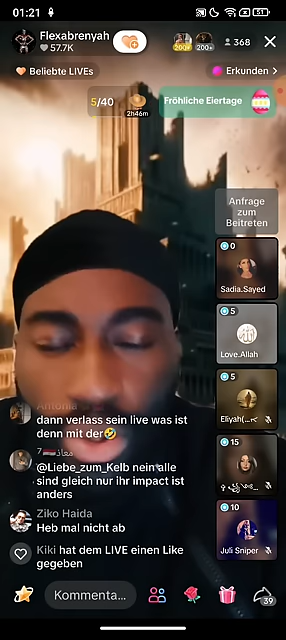 01:21
51
Flexabrenyah
57.7K
200+
200+
368
Beliebte LIVEs
Erkunden >
5/40
2h46m
Fröhliche Eiertage
Anfrage
zum
Beitreten
0
Sadia.Sayed
5
Love.Allah
5
Eliyah(...
15
10
Juli Sniper
Antonia
dann verlass sein live was ist
denn mit der🤣
معاذ
@Liebe_zum_Kelb nein alle
sind gleich nur ihr impact ist
anders
Ziko Haida
Heb mal nicht ab
Kiki hat dem LIVE einen Like
gegeben
Kommenta...
39